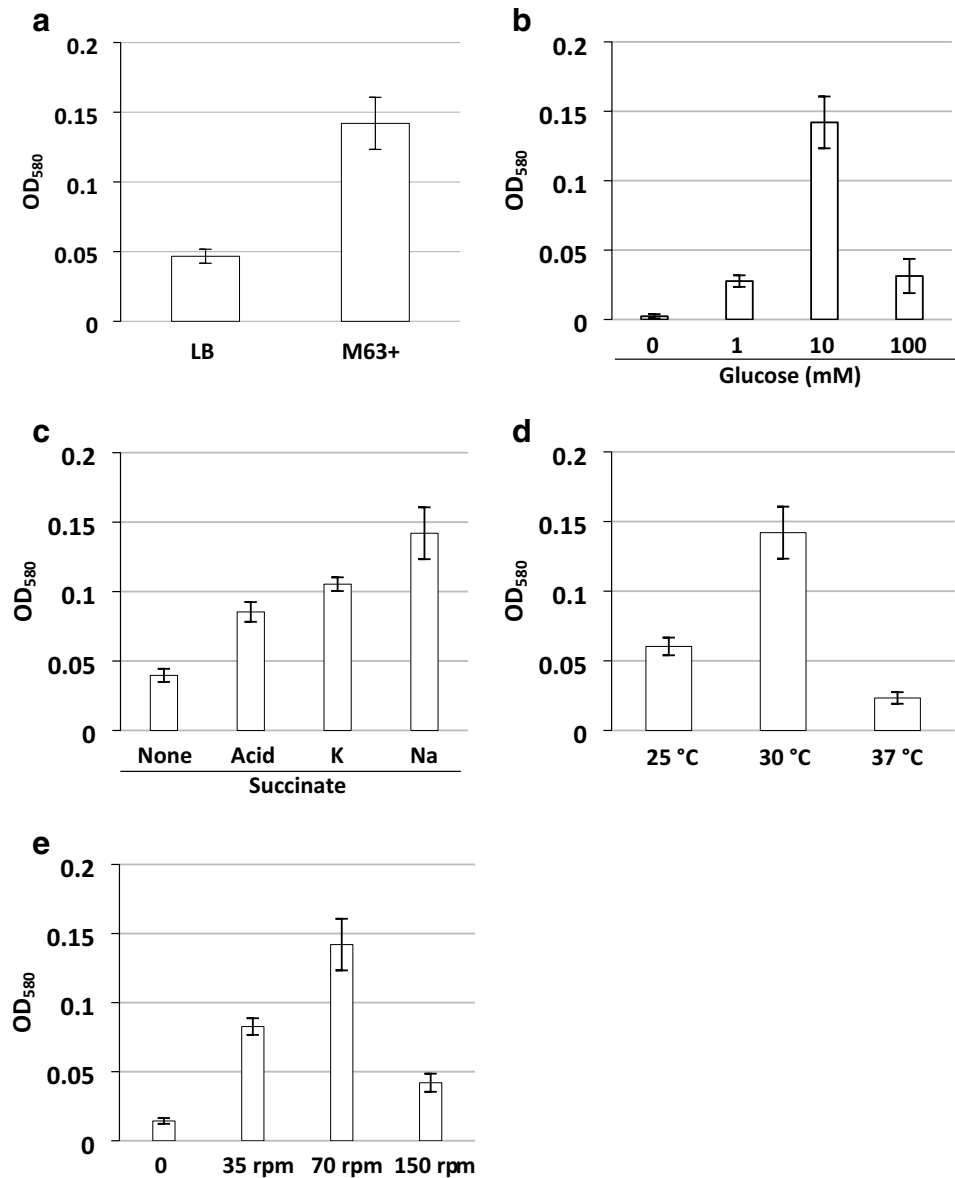 a
0.2
0.15
0.1
0.05
0
OD580
LB M63+
b
0.2
0.15
0.1
0.05
0
OD580
0 1 10 100
Glucose (mM)
c
0.2
0.15
0.1
0.05
0
OD580
None Acid K Na
Succinate
d
0.2
0.15
0.1
0.05
0
OD580
25 °C 30 °C 37 °C
e
0.2
0.15
0.1
0.05
0
OD580
0 35 rpm 70 rpm 150 rpm